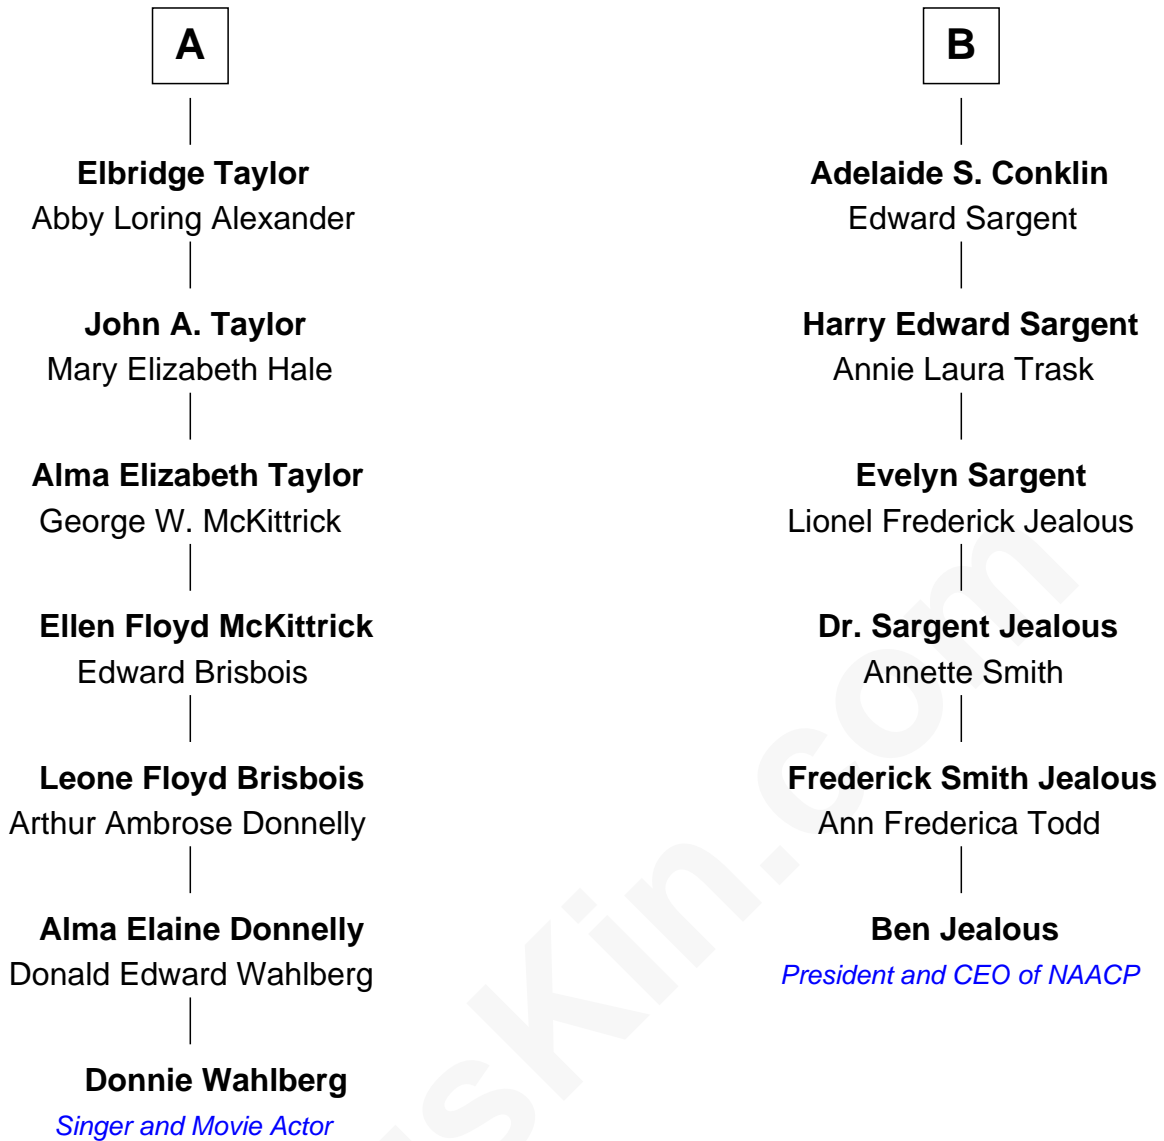 A
Elbridge Taylor
Abby Loring Alexander
John A. Taylor
Mary Elizabeth Hale
Alma Elizabeth Taylor
George W. McKittrick
Ellen Floyd McKittrick
Edward Brisbois
Leone Floyd Brisbois
Arthur Ambrose Donnelly
Alma Elaine Donnelly
Donald Edward Wahlberg
Donnie Wahlberg
Singer and Movie Actor
B
Adelaide S. Conklin
Edward Sargent
Harry Edward Sargent
Annie Laura Trask
Evelyn Sargent
Lionel Frederick Jealous
Dr. Sargent Jealous
Annette Smith
Frederick Smith Jealous
Ann Frederica Todd
Ben Jealous
President and CEO of NAACP
usKin.com